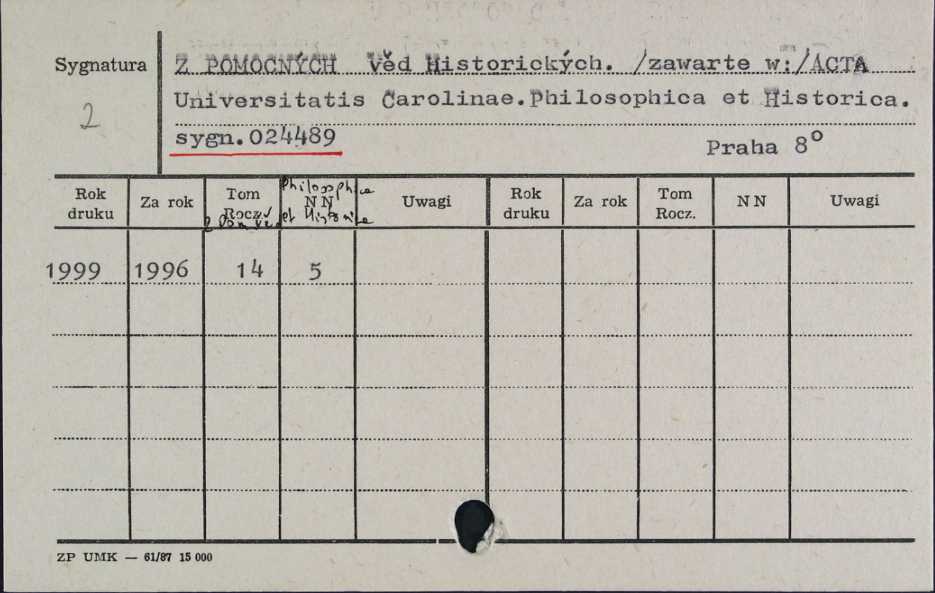 Sygnatura
2
Z POMOCNÝCH Věd Historických. /zawarte w:/ACTA
Universitatis Carolinae.Philosophica et Historica.
sygn.024489
Praha 8°
Rok druku | Za rok | Tom Rocz. | NN | Uwagi | Rok druku | Za rok | Tom Rocz. | NN | Uwagi
Z Pom. věd
Philosophica
et Historica
1999 1996 14 5
ZP UMK — 61/87 15 000